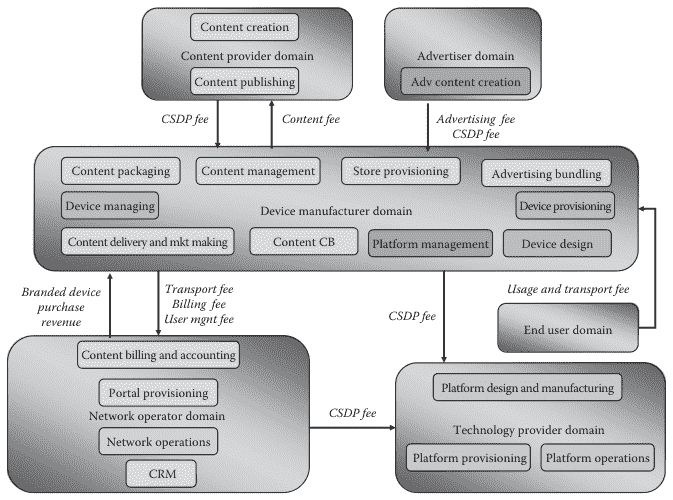 Content creation
Content provider domain
Content publishing
Advertiser domain
Adv content creation
CSDP fee
Content fee
Advertising fee
CSDP fee
Content packaging
Content management
Store provisioning
Advertising bundling
Device managing
Device manufacturer domain
Device provisioning
Content delivery and mkt making
Content CB
Platform management
Device design
Branded device
purchase
revenue
Transport fee
Billing fee
User mgnt fee
CSDP fee
Usage and transport fee
End user domain
Content billing and accounting
Portal provisioning
Network operator domain
Network operations
CRM
CSDP fee
Platform design and manufacturing
Technology provider domain
Platform provisioning
Platform operations